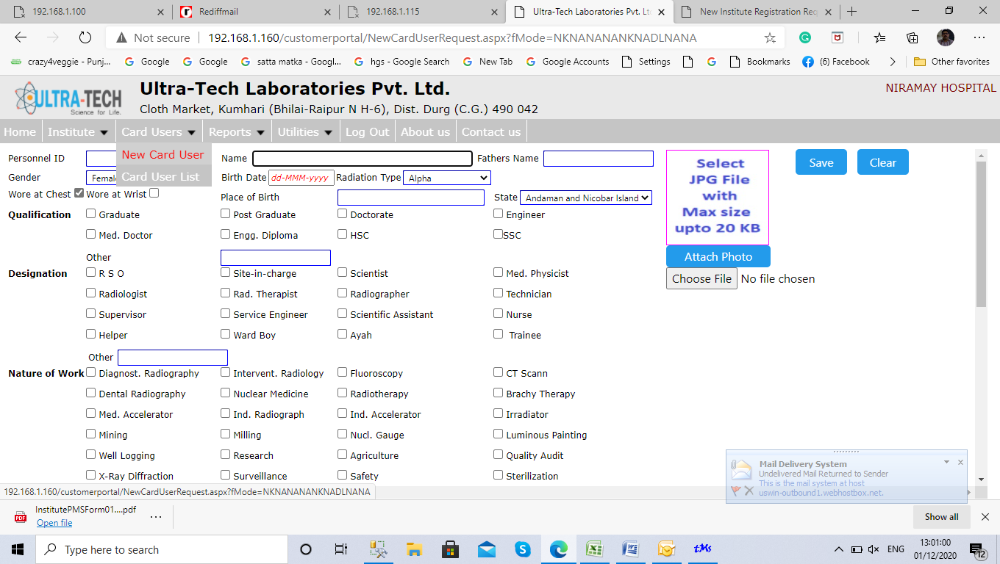 192.168.1.100
Rediffmail
192.168.1.115
Ultra-Tech Laboratories Pvt. Lt
New Institute Registration Req
Not secure
192.168.1.160/customerportal/NewCardUserRequest.aspx?fMode=NKNANANANKNADLNANA
crazy4veggie - Punj...
Google
Google
satta matka - Googl...
hgs - Google Search
New Tab
Google Accounts
Settings
Bookmarks
(6) Facebook
Other favorites
ULTRA-TECH
Science for Life.
Ultra-Tech Laboratories Pvt. Ltd.
Cloth Market, Kumhari (Bhilai-Raipur N H-6), Dist. Durg (C.G.) 490 042
NIRAMAY HOSPITAL
Home Institute Card Users Reports Utilities Log Out About us Contact us
New Card User
Card User List
Personnel ID Name Fathers Name
Gender Femal Birth Date dd-MMM-yyyy Radiation Type Alpha
Wore at Chest Wore at Wrist Place of Birth State Andaman and Nicobar Island
Qualification Graduate Post Graduate Doctorate Engineer
Med. Doctor Engg. Diploma HSC SSC
Other
Designation R S O Site-in-charge Scientist Med. Physicist
Radiologist Rad. Therapist Radiographer Technician
Supervisor Service Engineer Scientific Assistant Nurse
Helper Ward Boy Ayah Trainee
Other
Nature of Work Diagnost. Radiography Intervent. Radiology Fluoroscopy CT Scann
Dental Radiography Nuclear Medicine Radiotherapy Brachy Therapy
Med. Accelerator Ind. Radiograph Ind. Accelerator Irradiator
Mining Milling Nucl. Gauge Luminous Painting
Well Logging Research Agriculture Quality Audit
X-Ray Diffraction Surveillance Safety Sterilization
Select
JPG File
with
Max size
upto 20 KB
Attach Photo
Choose File No file chosen
Save
Clear
Mail Delivery System
Undelivered Mail Returned to Sender
This is the mail system at host
uswin-outbound1.webhostbox.net.
192.168.1.160/customerportal/NewCardUserRequest.aspx?fMode=NKNANANANKNADLNANA
InstitutePMSForm01....pdf
Open file
PDF
Show all
Type here to search
tMs
ENG
13:01:00
01/12/2020
12